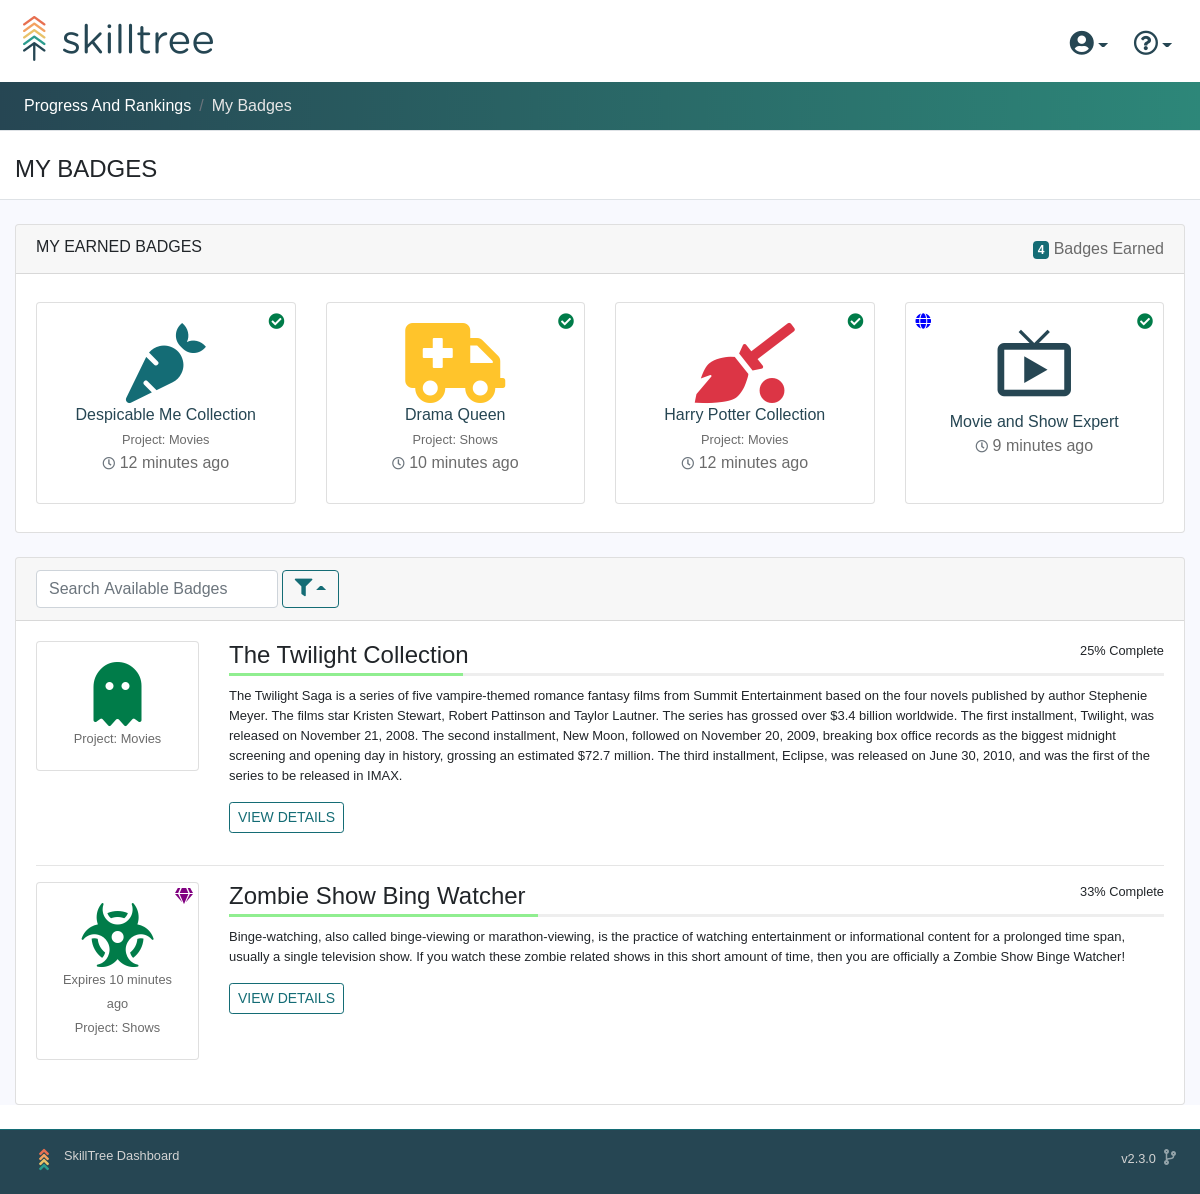 skilltree
Progress And Rankings / My Badges
MY BADGES
MY EARNED BADGES
4 Badges Earned
Despicable Me Collection
Project: Movies
12 minutes ago
Drama Queen
Project: Shows
10 minutes ago
Harry Potter Collection
Project: Movies
12 minutes ago
Movie and Show Expert
9 minutes ago
Search Available Badges
Project: Movies
The Twilight Collection
25% Complete
The Twilight Saga is a series of five vampire-themed romance fantasy films from Summit Entertainment based on the four novels published by author Stephenie
Meyer. The films star Kristen Stewart, Robert Pattinson and Taylor Lautner. The series has grossed over $3.4 billion worldwide. The first installment, Twilight, was
released on November 21, 2008. The second installment, New Moon, followed on November 20, 2009, breaking box office records as the biggest midnight
screening and opening day in history, grossing an estimated $72.7 million. The third installment, Eclipse, was released on June 30, 2010, and was the first of the
series to be released in IMAX.
VIEW DETAILS
Expires 10 minutes
ago
Project: Shows
Zombie Show Bing Watcher
33% Complete
Binge-watching, also called binge-viewing or marathon-viewing, is the practice of watching entertainment or informational content for a prolonged time span,
usually a single television show. If you watch these zombie related shows in this short amount of time, then you are officially a Zombie Show Binge Watcher!
VIEW DETAILS
SkillTree Dashboard
v2.3.0